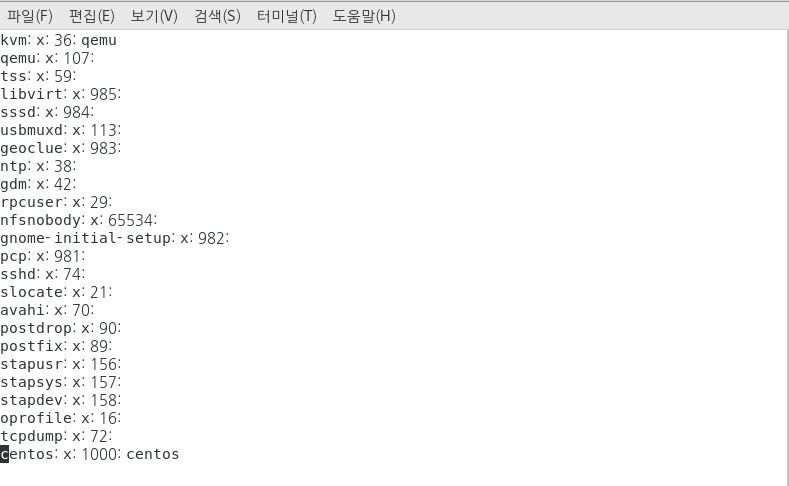 파일(F) 편집(E) 보기(V) 검색(S) 터미널(T) 도움말(H)
kvm:x:36:qemu
qemu:x:107:
tss:x:59:
libvirt:x:985:
sssd:x:984:
usbmuxd:x:113:
geoclue:x:983:
ntp:x:38:
gdm:x:42:
rpcuser:x:29:
nfsnobody:x:65534:
gnome-initial-setup:x:982:
pcp:x:981:
sshd:x:74:
slocate:x:21:
avahi:x:70:
postdrop:x:90:
postfix:x:89:
stapusr:x:156:
stapsys:x:157:
stapdev:x:158:
oprofile:x:16:
tcpdump:x:72:
centos:x:1000:centos